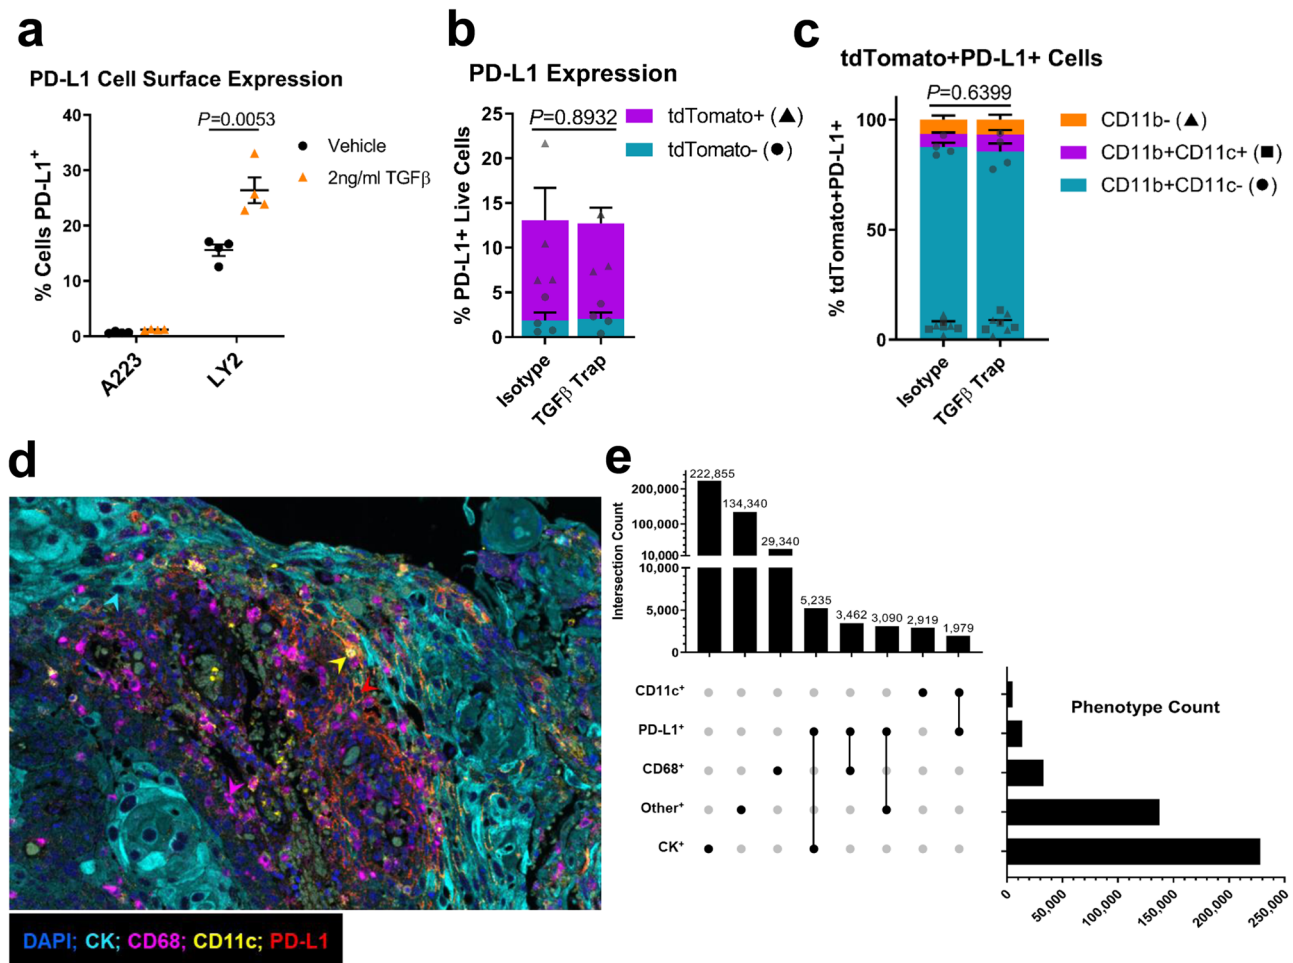 a
PD-L1 Cell Surface Expression
% Cells PD-L1+
40
30
20
10
0
P=0.0053
Vehicle
2ng/ml TGFβ
A223
LY2
b
PD-L1 Expression
% PD-L1+ Live Cells
25
20
15
10
5
0
P=0.8932
tdTomato+ (▲)
tdTomato- (●)
Isotype
TGFβ Trap
c
tdTomato+PD-L1+ Cells
% tdTomato+PD-L1+
100
50
0
P=0.6399
CD11b- (▲)
CD11b+CD11c+ (■)
CD11b+CD11c- (●)
Isotype
TGFβ Trap
d
DAPI; CK; CD68; CD11c; PD-L1
e
Intersection Count
200,000
100,000
10,000
10,000
5,000
0
222,855
134,340
29,340
5,235
3,462
3,090
2,919
1,979
CD11c+
PD-L1+
CD68+
Other+
CK+
Phenotype Count
0
50,000
100,000
150,000
200,000
250,000